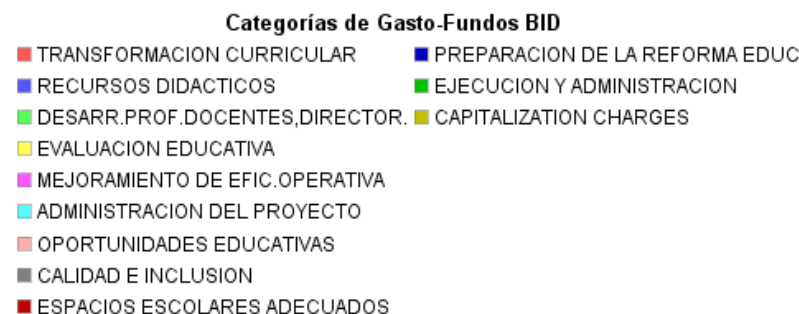 Categorías de Gasto-Fundos BID
TRANSFORMACION CURRICULAR
RECURSOS DIDACTICOS
DESARR.PROF.DOCENTES,DIRECTOR.
EVALUACION EDUCATIVA
MEJORAMIENTO DE EFIC.OPERATIVA
ADMINISTRACION DEL PROYECTO
OPORTUNIDADES EDUCATIVAS
CALIDAD E INCLUSION
ESPACIOS ESCOLARES ADECUADOS
PREPARACION DE LA REFORMA EDUC
EJECUCION Y ADMINISTRACION
CAPITALIZATION CHARGES